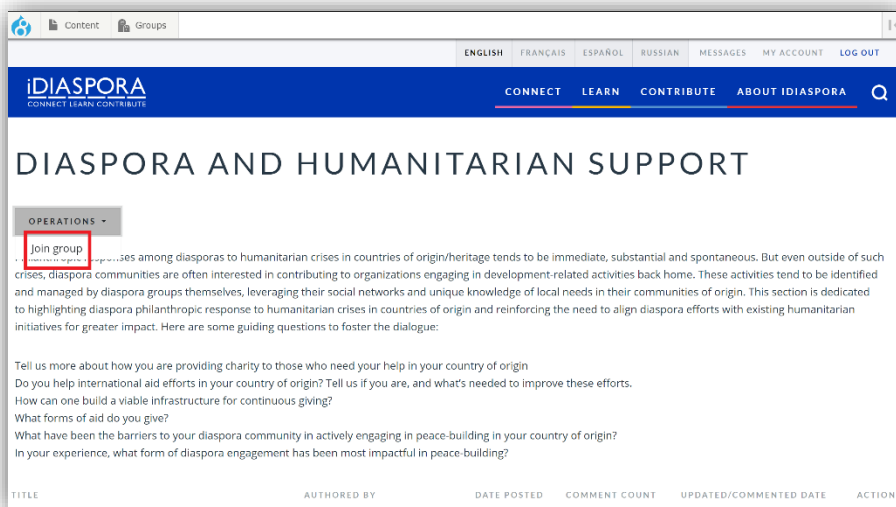 Content Groups
ENGLISH FRANÇAIS ESPAÑOL RUSSIAN MESSAGES MY ACCOUNT LOG OUT
iDIASPORA
CONNECT LEARN CONTRIBUTE
CONNECT LEARN CONTRIBUTE ABOUT IDIASPORA
DIASPORA AND HUMANITARIAN SUPPORT
OPERATIONS
Join group
responses among diasporas to humanitarian crises in countries of origin/heritage tends to be immediate, substantial and spontaneous. But even outside of such
crises, diaspora communities are often interested in contributing to organizations engaging in development-related activities back home. These activities tend to be identified
and managed by diaspora groups themselves, leveraging their social networks and unique knowledge of local needs in their communities of origin. This section is dedicated
to highlighting diaspora philanthropic response to humanitarian crises in countries of origin and reinforcing the need to align diaspora efforts with existing humanitarian
initiatives for greater impact. Here are some guiding questions to foster the dialogue:
Tell us more about how you are providing charity to those who need your help in your country of origin
Do you help international aid efforts in your country of origin? Tell us if you are, and what's needed to improve these efforts.
How can one build a viable infrastructure for continuous giving?
What forms of aid do you give?
What have been the barriers to your diaspora community in actively engaging in peace-building in your country of origin?
In your experience, what form of diaspora engagement has been most impactful in peace-building?
TITLE AUTHORED BY DATE POSTED COMMENT COUNT UPDATED/COMMENTED DATE ACTION